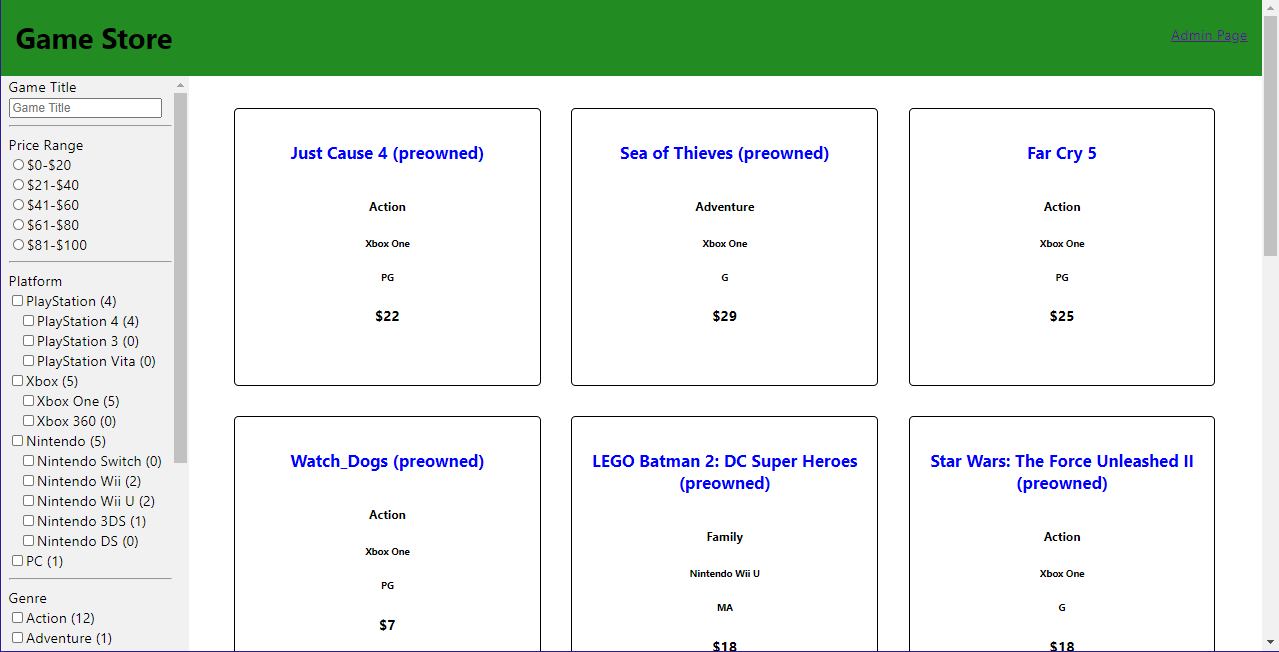 Game Store
Admin Page
Game Title
Game Title
Price Range
$0-$20
$21-$40
$41-$60
$61-$80
$81-$100
Platform
PlayStation (4)
PlayStation 4 (4)
PlayStation 3 (0)
PlayStation Vita (0)
Xbox (5)
Xbox One (5)
Xbox 360 (0)
Nintendo (5)
Nintendo Switch (0)
Nintendo Wii (2)
Nintendo Wii U (2)
Nintendo 3DS (1)
Nintendo DS (0)
PC (1)
Genre
Action (12)
Adventure (1)
Just Cause 4 (preowned)
Action
Xbox One
PG
$22
Sea of Thieves (preowned)
Adventure
Xbox One
G
$29
Far Cry 5
Action
Xbox One
PG
$25
Watch_Dogs (preowned)
Action
Xbox One
PG
$7
LEGO Batman 2: DC Super Heroes
(preowned)
Family
Nintendo Wii U
MA
$18
Star Wars: The Force Unleashed II
(preowned)
Action
Xbox One
G
$18